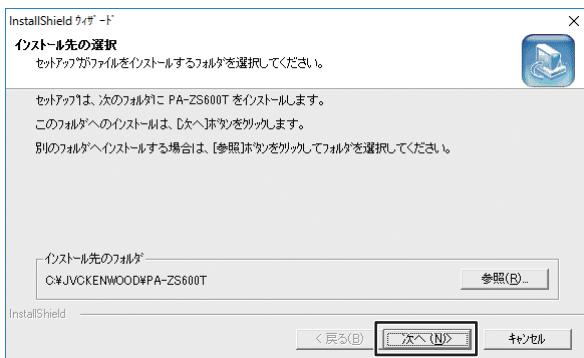 InstallShield ウィザード
インストール先の選択
セットアップがファイルをインストールするフォルダを選択してください。
セットアップは、次のフォルダに PA-ZS600T をインストールします。
このフォルダへのインストールは、[次へ]ボタンをクリックします。
別のフォルダへインストールする場合は、[参照]ボタンをクリックしてフォルダを選択してください。
インストール先のフォルダ
C:¥JVCKENWOOD¥PA-ZS600T
参照(R)...
InstallShield
< 戻る(B)
次へ(N)>
キャンセル